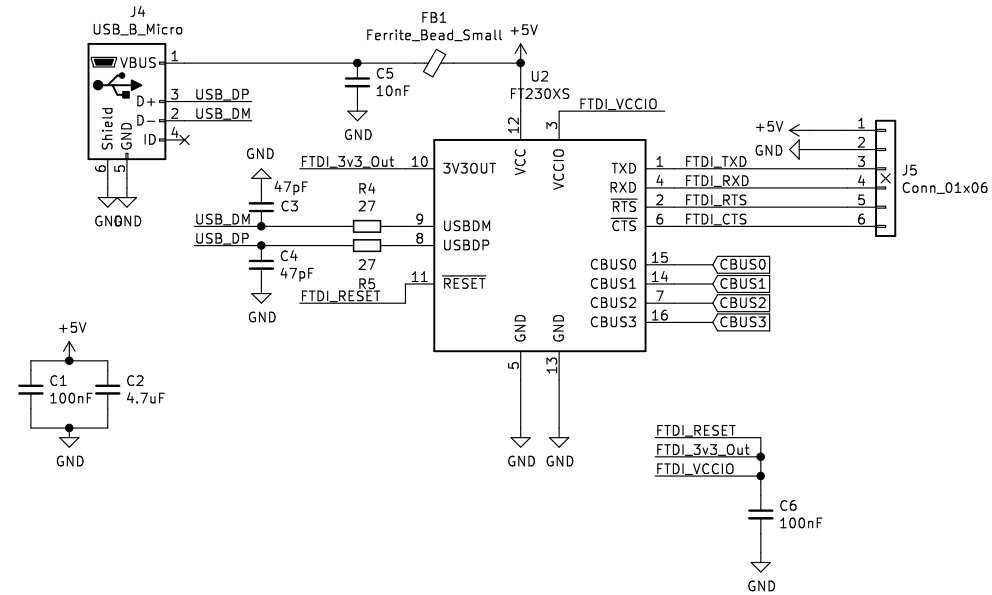 J4
USB_B_Micro
VBUS 1
D+ 3 USB_DP
D− 2 USB_DM
ID 4
Shield
GND
6
5
GND
GND
FB1
Ferrite_Bead_Small
+5V
C5
10nF
GND
U2
FT230XS
12
VCC
3
VCCIO
FTDI_VCCIO
FTDI_3v3_Out 10 3V3OUT
USB_DM 9 USBDM
USB_DP 8 USBDP
FTDI_RESET 11 RESET
GND
47pF
C3
R4
27
27
R5
C4
47pF
GND
TXD 1 FTDI_TXD
RXD 4 FTDI_RXD
RTS 2 FTDI_RTS
CTS 6 FTDI_CTS
CBUS0 15 CBUS0
CBUS1 14 CBUS1
CBUS2 7 CBUS2
CBUS3 16 CBUS3
GND
5
GND
13
GND
GND
+5V 1
GND 2
3
4
5
6
J5
Conn_01x06
+5V
C1
100nF
C2
4.7uF
GND
FTDI_RESET
FTDI_3v3_Out
FTDI_VCCIO
C6
100nF
GND